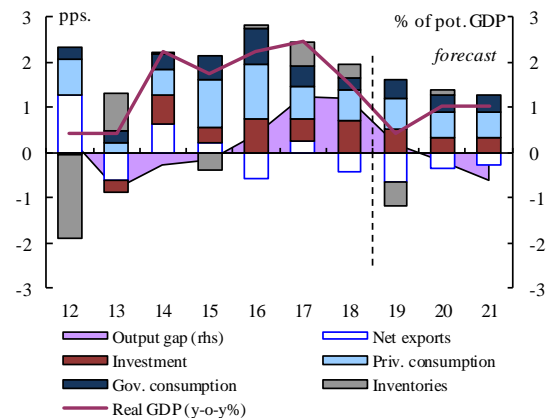 pps.
% of pot. GDP
forecast
3
3
2
2
1
1
0
0
-1
-1
-2
-2
-3
-3
12 13 14 15 16 17 18 19 20 21
Output gap (rhs)
Net exports
Investment
Priv. consumption
Gov. consumption
Inventories
Real GDP (y-o-y%)